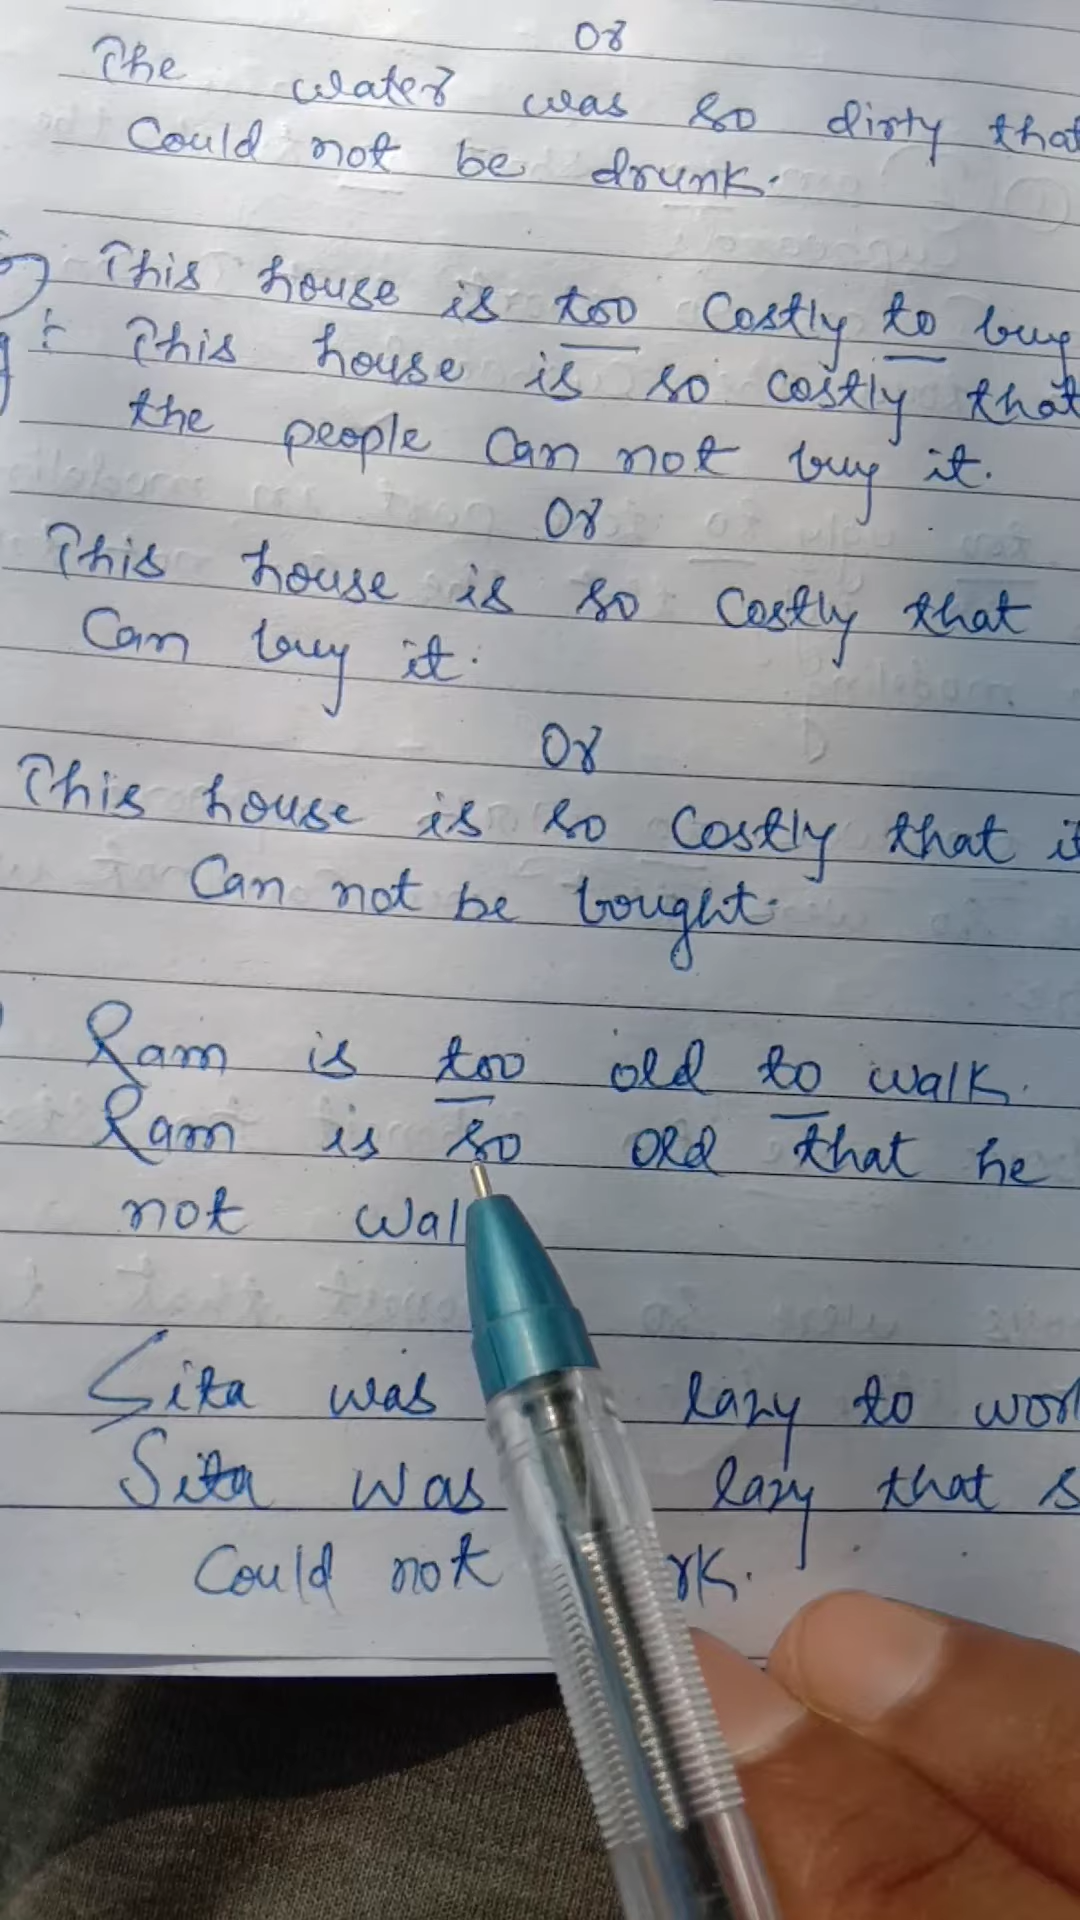 Or
The water was so dirty that
Could not be drunk.
This house is too Costly to buy
This house is so costly that
the people Can not buy it.
Or
This house is so Costly that
Can buy it.
Or
This house is so Costly that it
Can not be bought.
Ram is too old to walk.
Ram is so old that he
not
Sita was lazy to
Sita was lazy that
Could not